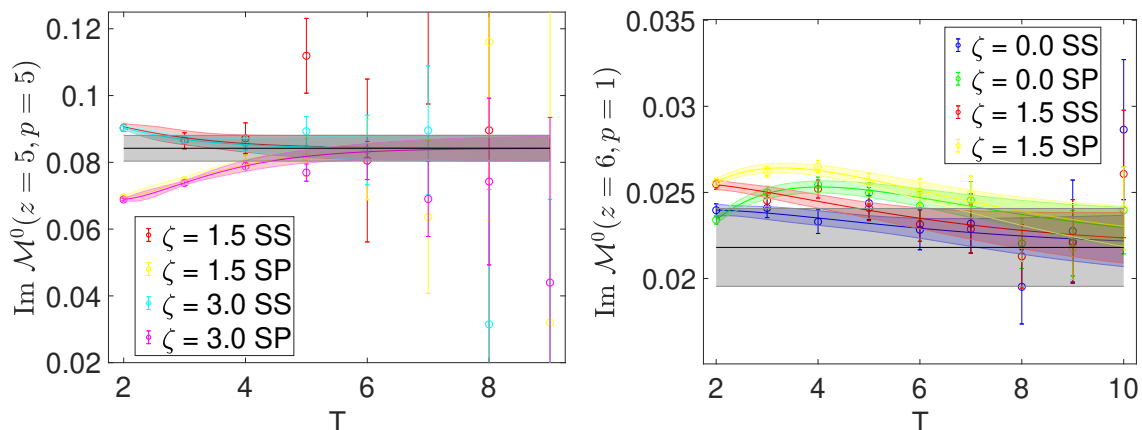 Im M⁰(z = 5, p = 5)
0.12
0.1
0.08
0.06
0.04
0.02
ζ = 1.5 SS
ζ = 1.5 SP
ζ = 3.0 SS
ζ = 3.0 SP
2 4 6 8
T
Im M⁰(z = 6, p = 1)
0.035
0.03
0.025
0.02
ζ = 0.0 SS
ζ = 0.0 SP
ζ = 1.5 SS
ζ = 1.5 SP
2 4 6 8 10
T